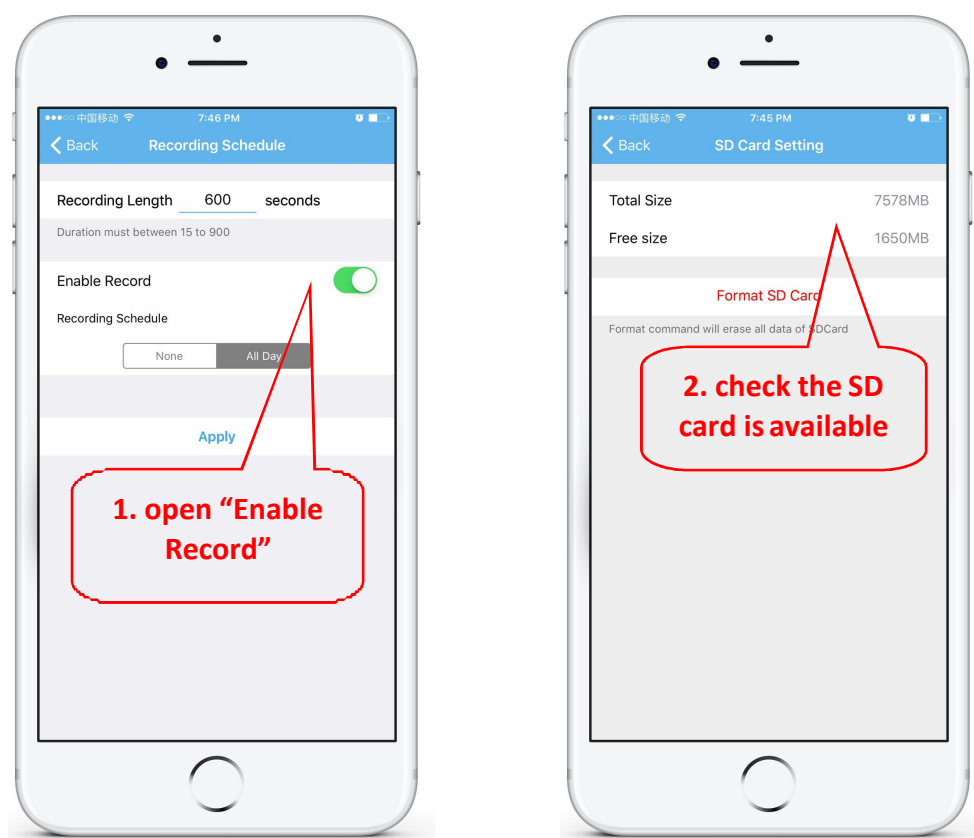 中国移动 7:46 PM
Back Recording Schedule
Recording Length 600 seconds
Duration must between 15 to 900
Enable Record
Recording Schedule
None All Day
Apply
1. open “Enable
Record”
中国移动 7:45 PM
Back SD Card Setting
Total Size 7578MB
Free size 1650MB
Format SD Card
Format command will erase all data of SDCard
2. check the SD
card is available